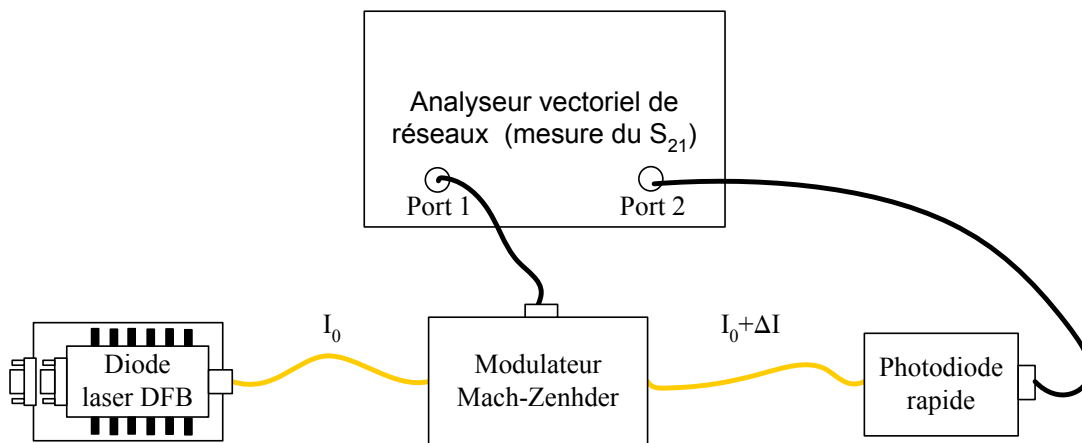 Analyseur vectoriel de
réseaux (mesure du S21)
Port 1
Port 2
I0
I0+ΔI
Diode
laser DFB
Modulateur
Mach-Zenhder
Photodiode
rapide